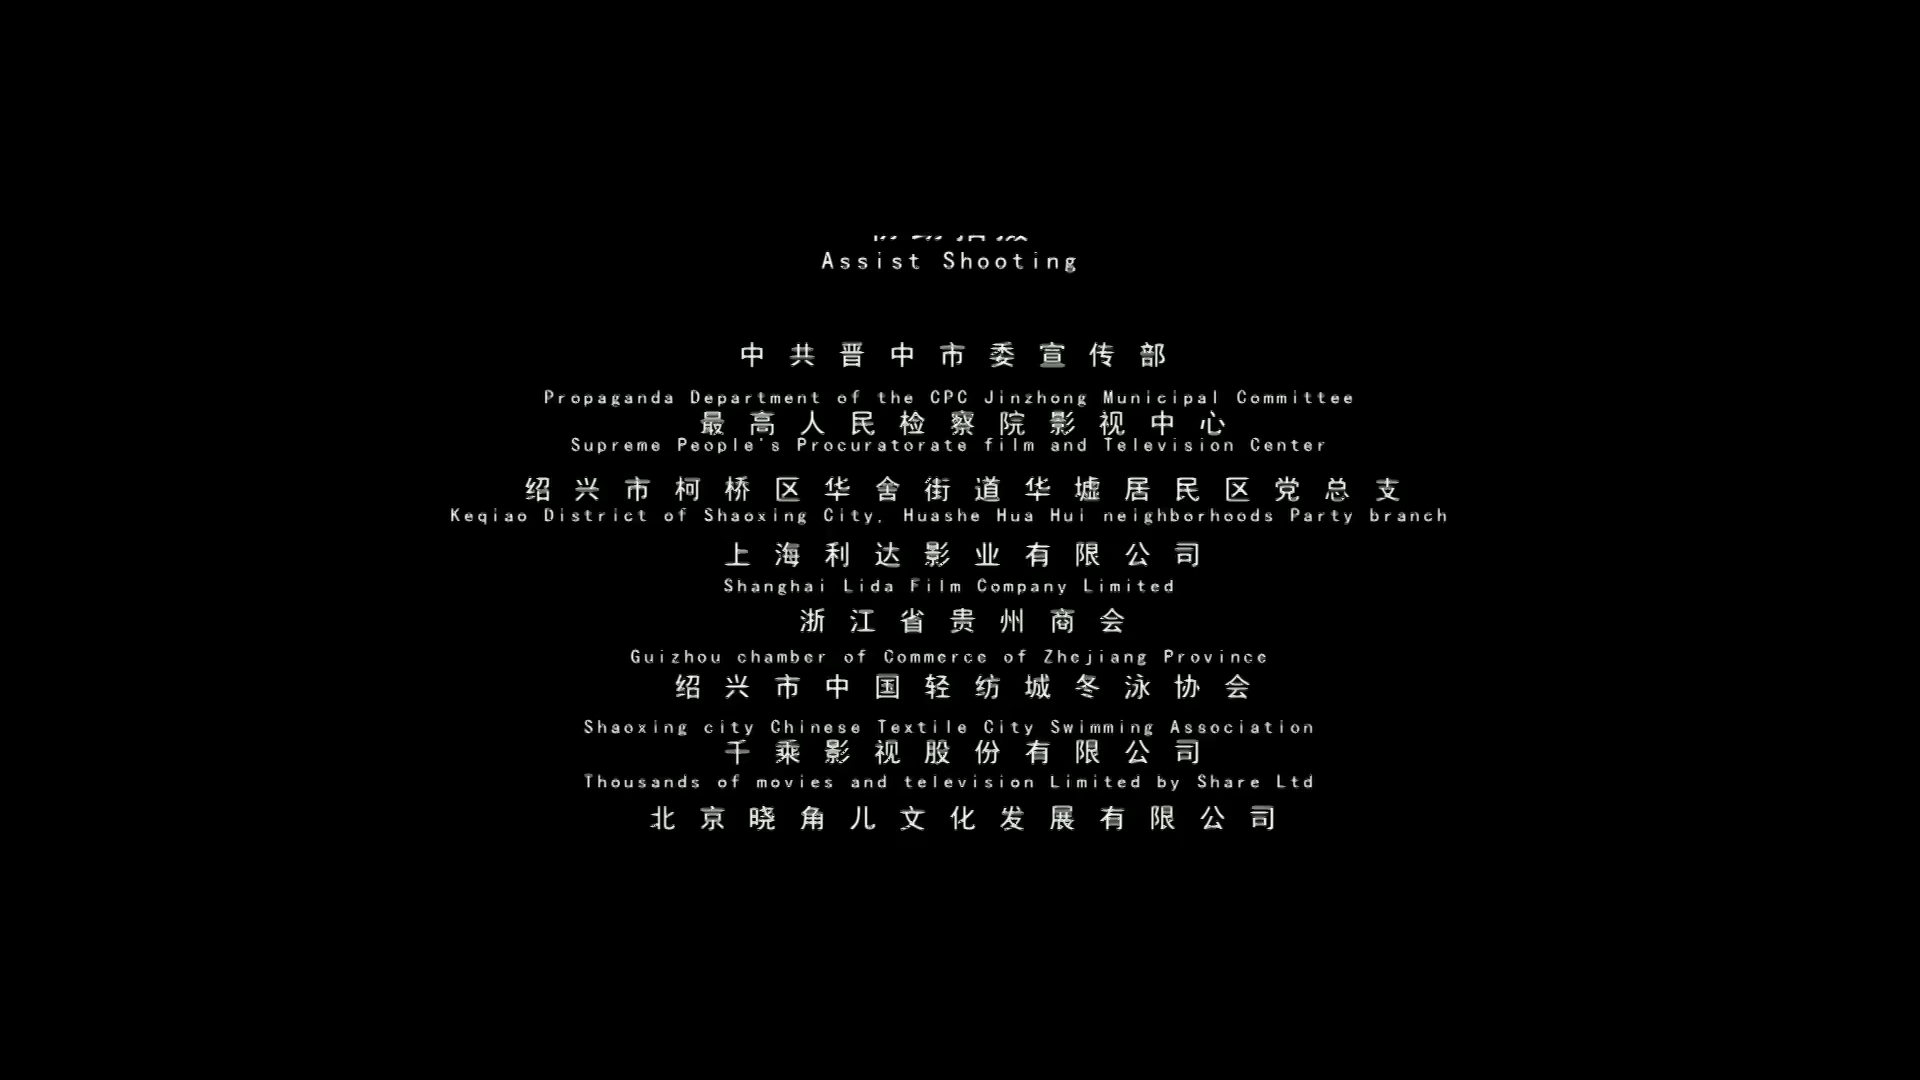 Assist Shooting
中共晋中市委宣传部
Propaganda Department of the CPC Jinzhong Municipal Committee
最高人民检察院影视中心
Supreme People's Procuratorate film and Television Center
绍兴市柯桥区华舍街道华墟居民区党总支
Keqiao District of Shaoxing City, Huashe Hua Hui neighborhoods Party branch
上海利达影业有限公司
Shanghai Lida Film Company Limited
浙江省贵州商会
Guizhou chamber of Commerce of Zhejiang Province
绍兴市中国轻纺城冬泳协会
Shaoxing city Chinese Textile City Swimming Association
千乘影视股份有限公司
Thousands of movies and television Limited by Share Ltd
北京晓角儿文化发展有限公司